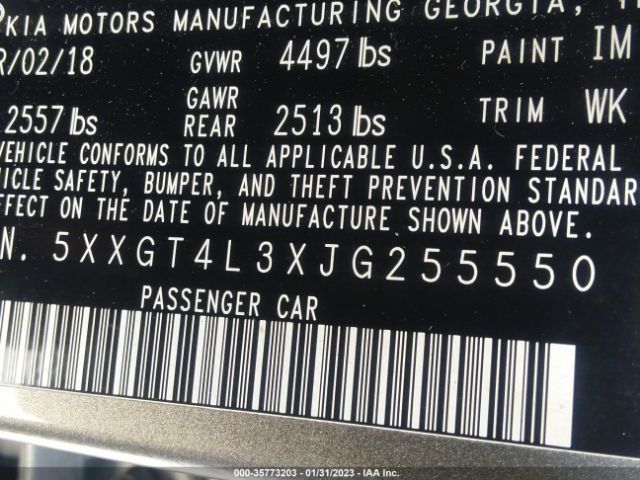 KIA MOTORS MANUFACTURING GEORGIA,
R/02/18 GVWR 4497 lbs PAINT IM
2557 lbs GAWR REAR 2513 lbs TRIM WK
VEHICLE CONFORMS TO ALL APPLICABLE U.S.A. FEDERAL
HICLE SAFETY, BUMPER, AND THEFT PREVENTION STANDAR
EFFECT ON THE DATE OF MANUFACTURE SHOWN ABOVE.
N. 5XXGT4L3XJG255550
PASSENGER CAR
000-35773203 - 01/31/2023 - IAA Inc.